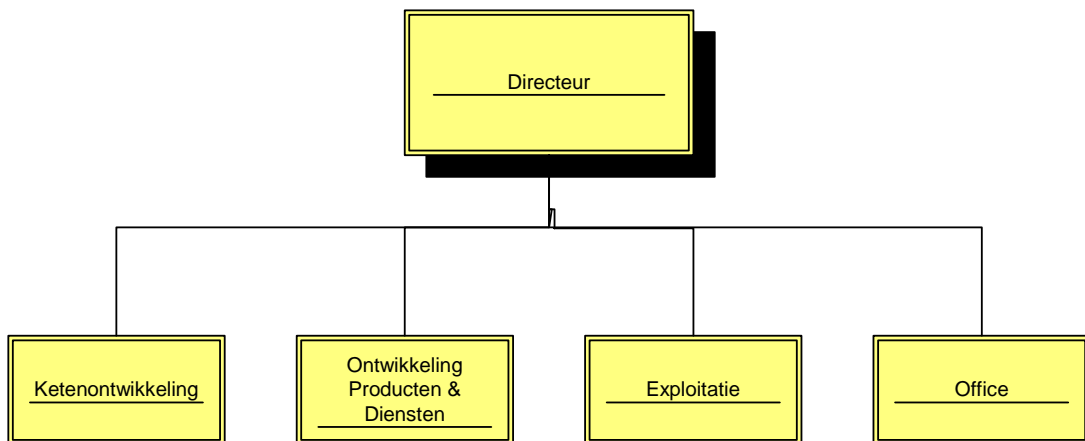 Directeur
Ketenontwikkeling
Ontwikkeling
Producten &
Diensten
Exploitatie
Office